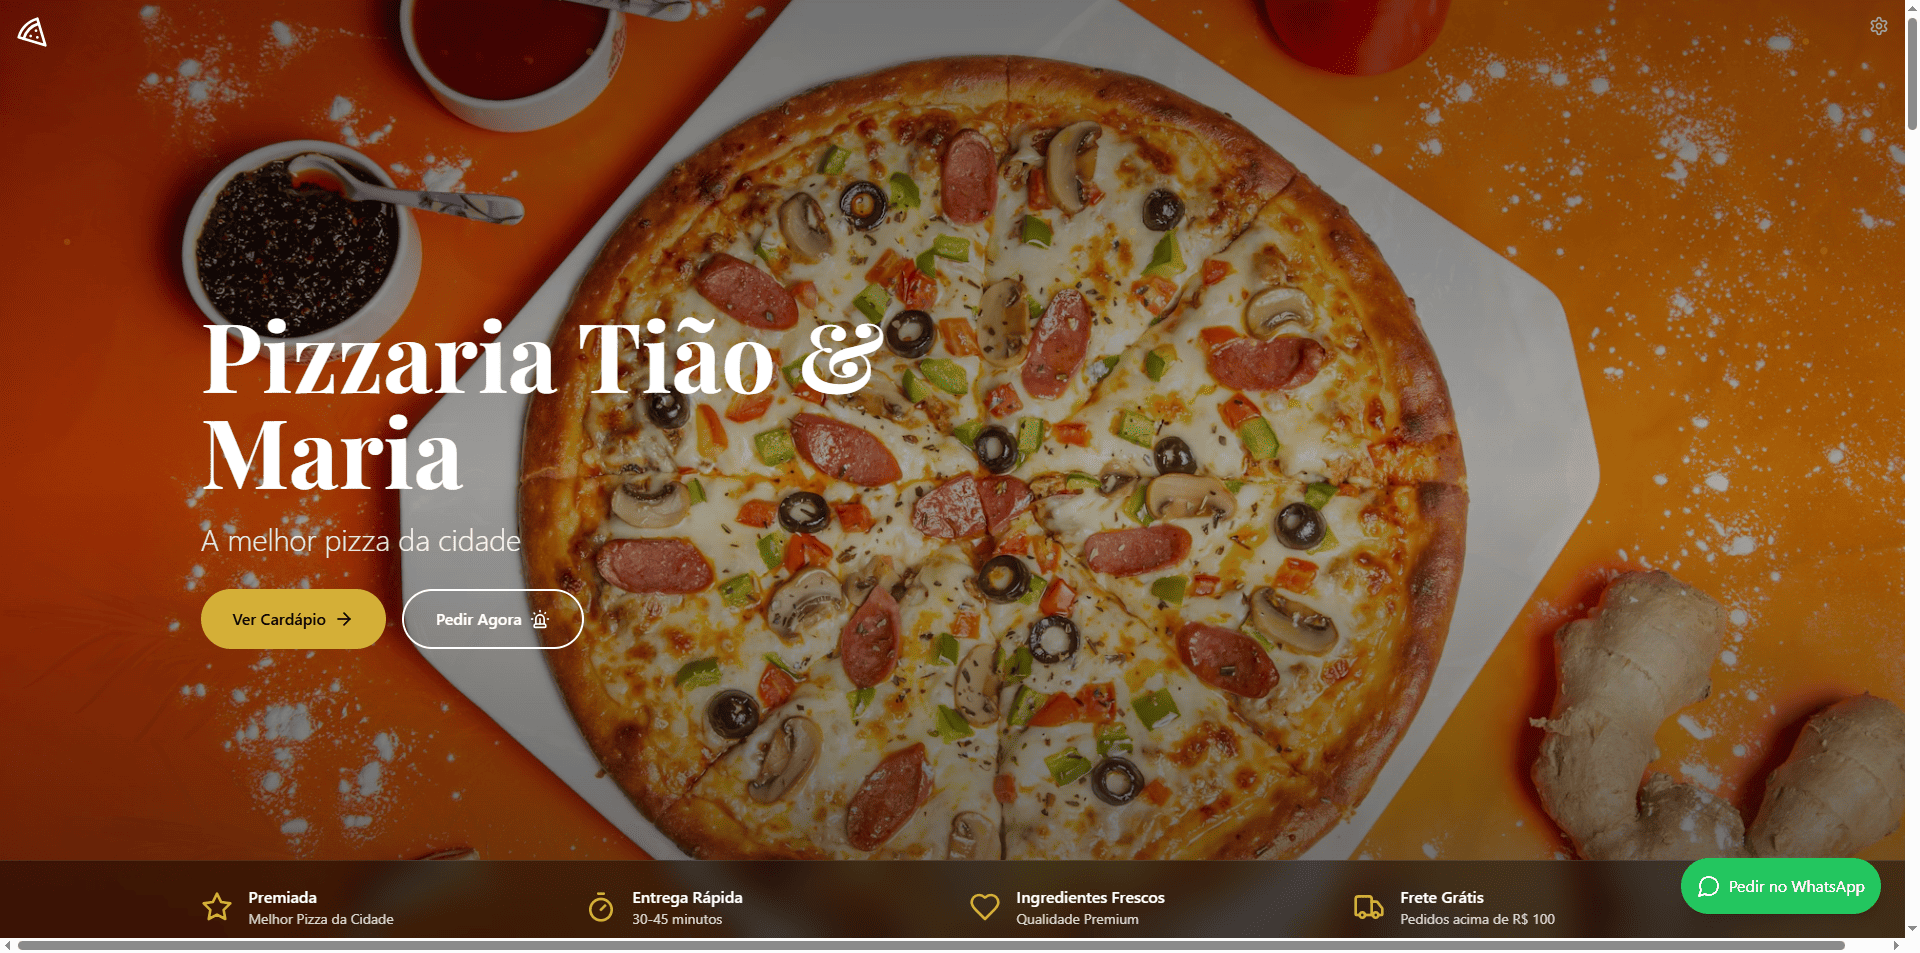 Pizzaria Tião &
Maria
A melhor pizza da cidade
Ver Cardápio
Pedir Agora
Premiada
Melhor Pizza da Cidade
Entrega Rápida
30-45 minutos
Ingredientes Frescos
Qualidade Premium
Frete Grátis
Pedidos acima de R$ 100
Pedir no WhatsApp